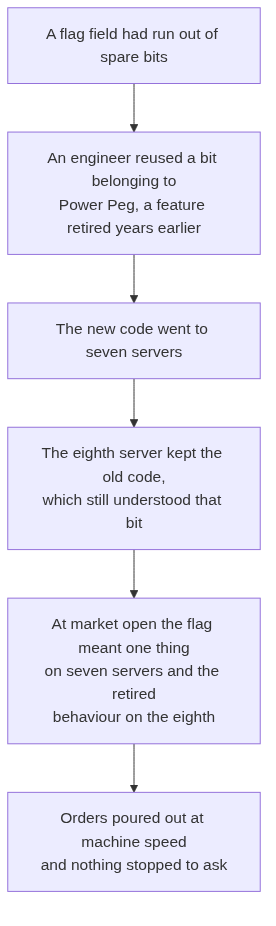 A flag field had run out of
spare bits
An engineer reused a bit
belonging to
Power Peg, a feature
retired years earlier
The new code went to
seven servers
The eighth server kept the
old code,
which still understood that
bit
At market open the flag
meant one thing
on seven servers and the
retired
behaviour on the eighth
Orders poured out at
machine speed
and nothing stopped to ask